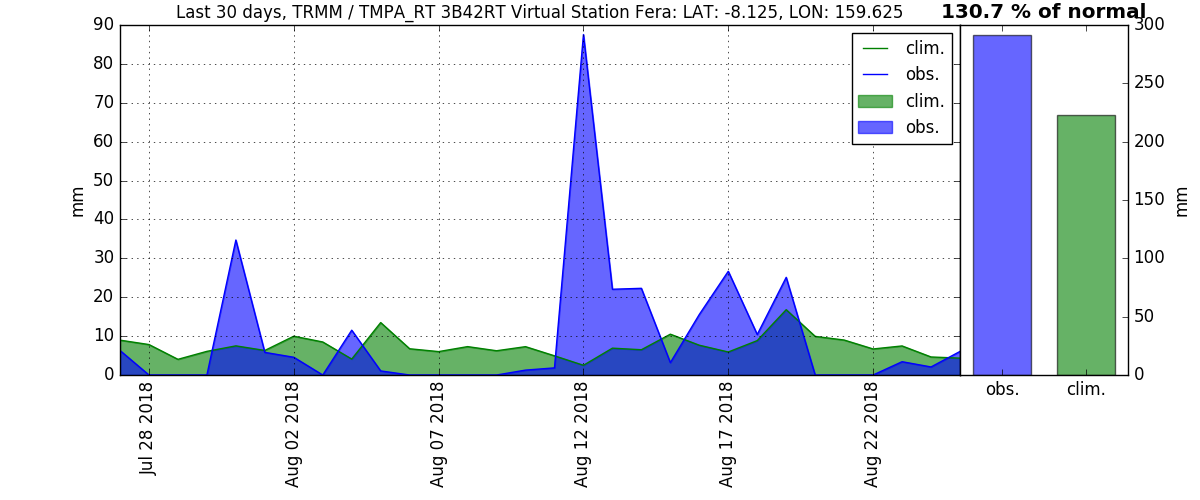 Last 30 days, TRMM / TMPA_RT 3B42RT Virtual Station Fera: LAT: -8.125, LON: 159.625
130.7 % of normal
90
80
70
60
50
40
30
20
10
0
mm
clim.
obs.
clim.
obs.
Jul 28 2018
Aug 02 2018
Aug 07 2018
Aug 12 2018
Aug 17 2018
Aug 22 2018
300
250
200
150
100
50
0
mm
obs.
clim.